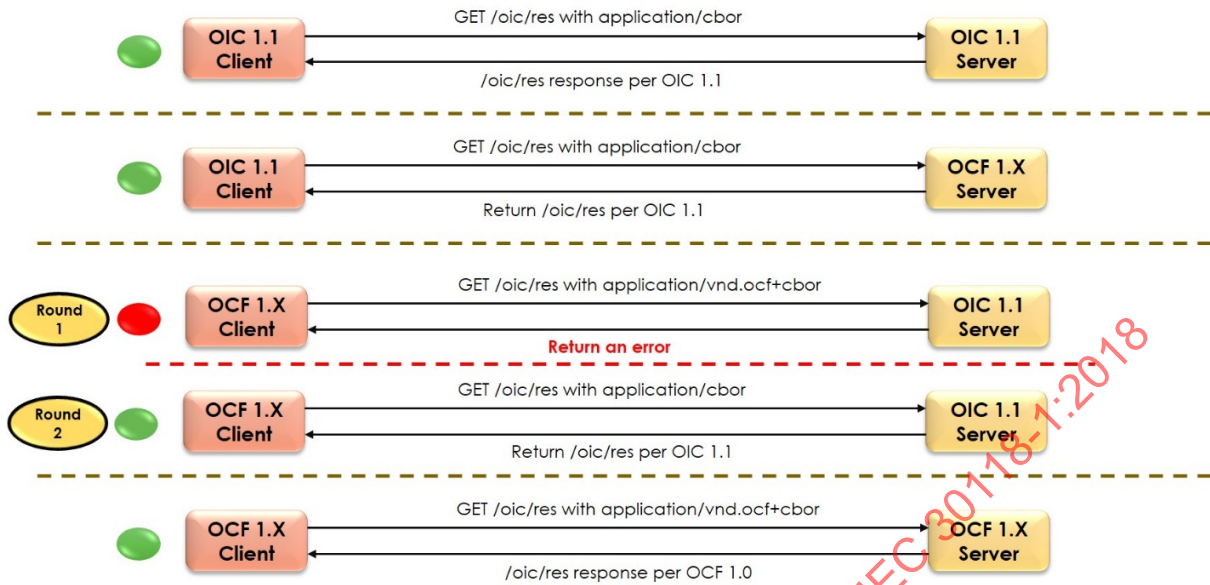 GET /oic/res with application/cbor
OIC 1.1
Client
OIC 1.1
Server
/oic/res response per OIC 1.1
GET /oic/res with application/cbor
OIC 1.1
Client
OCF 1.X
Server
Return /oic/res per OIC 1.1
GET /oic/res with application/vnd.ocf+cbor
Round
1
OCF 1.X
Client
OIC 1.1
Server
Return an error
GET /oic/res with application/cbor
Round
2
OCF 1.X
Client
OIC 1.1
Server
Return /oic/res per OIC 1.1
GET /oic/res with application/vnd.ocf+cbor
OCF 1.X
Client
OCF 1.X
Server
/oic/res response per OCF 1.0
EC 30118-1:2018